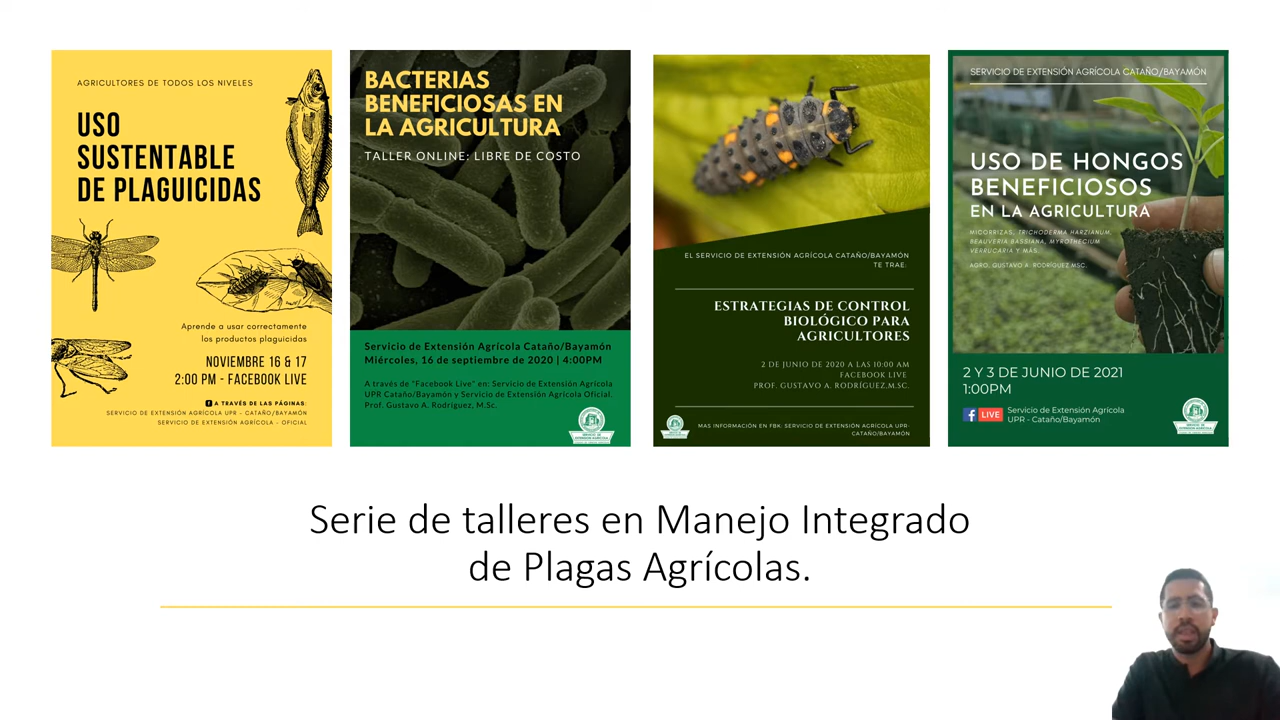 AGRICULTORES DE TODOS LOS NIVELES
USO
SUSTENTABLE
DE PLAGUICIDAS
Aprende a usar correctamente
los productos plaguicidas
NOVIEMBRE 16 & 17
2:00 PM - FACEBOOK LIVE
A TRAVÉS DE LAS PÁGINAS:
SERVICIO DE EXTENSIÓN AGRÍCOLA UPR - CATAÑO/BAYAMÓN
SERVICIO DE EXTENSIÓN AGRÍCOLA - OFICIAL
BACTERIAS
BENEFICIOSAS EN
LA AGRICULTURA
TALLER ONLINE: LIBRE DE COSTO
Servicio de Extensión Agrícola Cataño/Bayamón
Miércoles, 16 de septiembre de 2020 | 4:00PM
A través de "Facebook Live" en: Servicio de Extensión Agrícola
UPR Cataño/Bayamón y Servicio de Extensión Agrícola Oficial.
Prof. Gustavo A. Rodríguez, M.Sc.
EL SERVICIO DE EXTENSIÓN AGRÍCOLA CATAÑO/BAYAMÓN
TE TRAE:
ESTRATEGIAS DE CONTROL
BIOLÓGICO PARA
AGRICULTORES
2 DE JUNIO DE 2020 A LAS 10:00 AM
FACEBOOK LIVE
PROF. GUSTAVO A. RODRÍGUEZ,M.SC.
MAS INFORMACIÓN EN FBK: SERVICIO DE EXTENSIÓN AGRÍCOLA UPR-
CATAÑO/BAYAMÓN
SERVICIO DE EXTENSIÓN AGRÍCOLA CATAÑO/BAYAMÓN
USO DE HONGOS
BENEFICIOSOS
EN LA AGRICULTURA
MICORRIZAS, TRICHODERMA HARZIANUM,
BEAUVERIA BASSIANA, MYROTHECIUM
VERRUCARIA Y MÁS.
AGRO. GUSTAVO A. RODRÍGUEZ MSC.
2 Y 3 DE JUNIO DE 2021
1:00PM
f LIVE
Servicio de Extensión Agrícola
UPR - Cataño/Bayamón
Serie de talleres en Manejo Integrado
de Plagas Agrícolas.